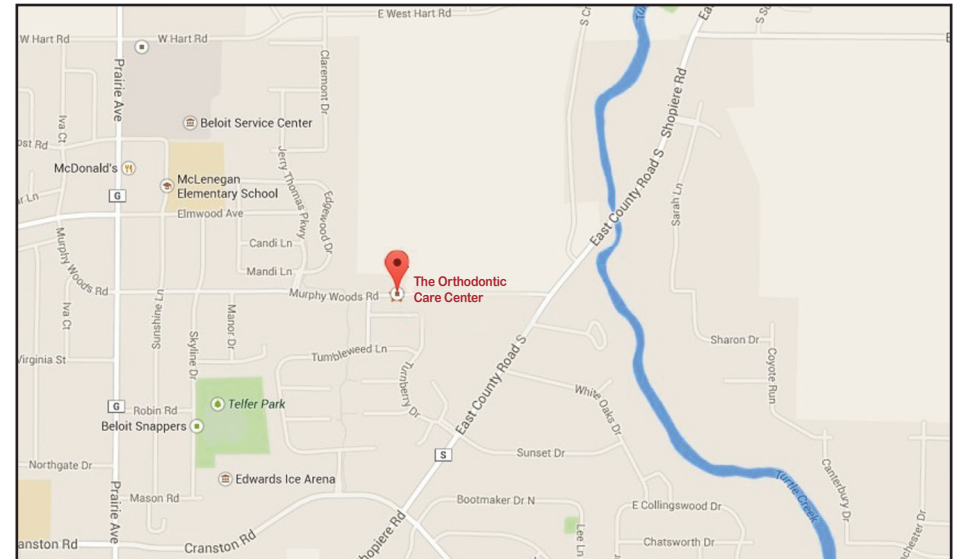 E West Hart Rd
W Hart Rd
W Hart Rd
Prairie Ave
Claremont Dr
Shopiere Rd
Iva Ct
Beloit Service Center
McDonald's
McLenegan
Elementary School
G
Jerry Thomas Pkwy
Edgewood Dr
East County Road S
Sarah Ln
Elmwood Ave
Candi Ln
Mandi Ln
Murphy Woods Rd
Murphy Woods Rd
The Orthodontic
Care Center
Iva Ct
Sunshine Ln
Manor Dr
Skyline Dr
Virginia St
Tumbleweed Ln
Turnberry Dr
East County Road S
Sharon Dr
Coyote Run
White Oaks Dr
G
Robin Rd
Telfer Park
Beloit Snappers
S
Sunset Dr
Northgate Dr
Edwards Ice Arena
Mason Rd
Prairie Ave
Bootmaker Dr N
E Collingswood Dr
Turtle Creek
Canterbury Dr
Lee Ln
Cranston Rd
Chatsworth Dr